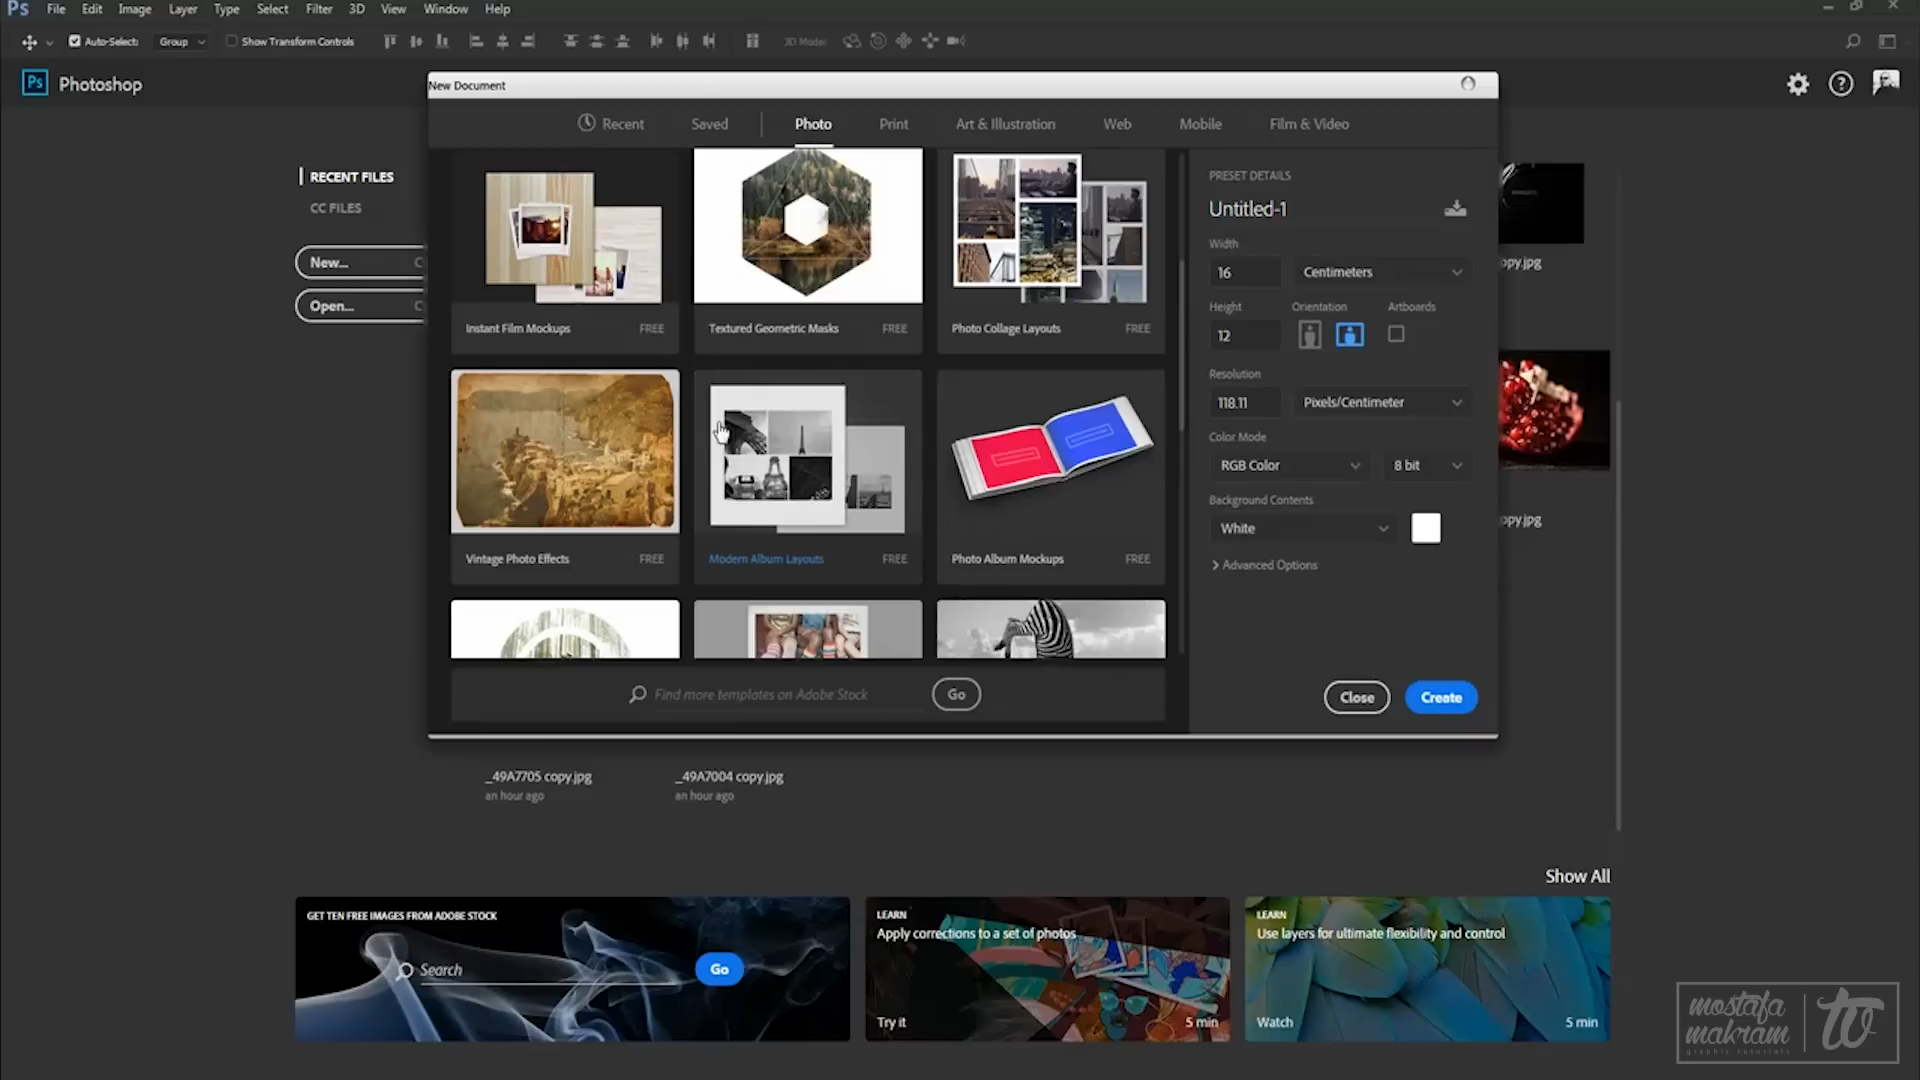 Ps File Edit Image Layer Type Select Filter 3D View Window Help
Auto-Select: Group Show Transform Controls 3D Mode:
Ps Photoshop
New Document
Recent Saved Photo Print Art & Illustration Web Mobile Film & Video
RECENT FILES
CC FILES
New... C
Open... C
Instant Film Mockups FREE
Textured Geometric Masks FREE
Photo Collage Layouts FREE
Vintage Photo Effects FREE
Modern Album Layouts FREE
Photo Album Mockups FREE
Find more templates on Adobe Stock Go
PRESET DETAILS
Untitled-1
Width
16 Centimeters
Height Orientation Artboards
12
Resolution
118.11 Pixels/Centimeter
Color Mode
RGB Color 8 bit
Background Contents
White
Advanced Options
Close Create
opy.jpg
opy.jpg
_49A7705 copy.jpg
an hour ago
_49A7004 copy.jpg
an hour ago
Show All
GET TEN FREE IMAGES FROM ADOBE STOCK
Search Go
LEARN
Apply corrections to a set of photos
Try it 5 min
LEARN
Use layers for ultimate flexibility and control
Watch 5 min
mostafa
makram
graphic tutorials